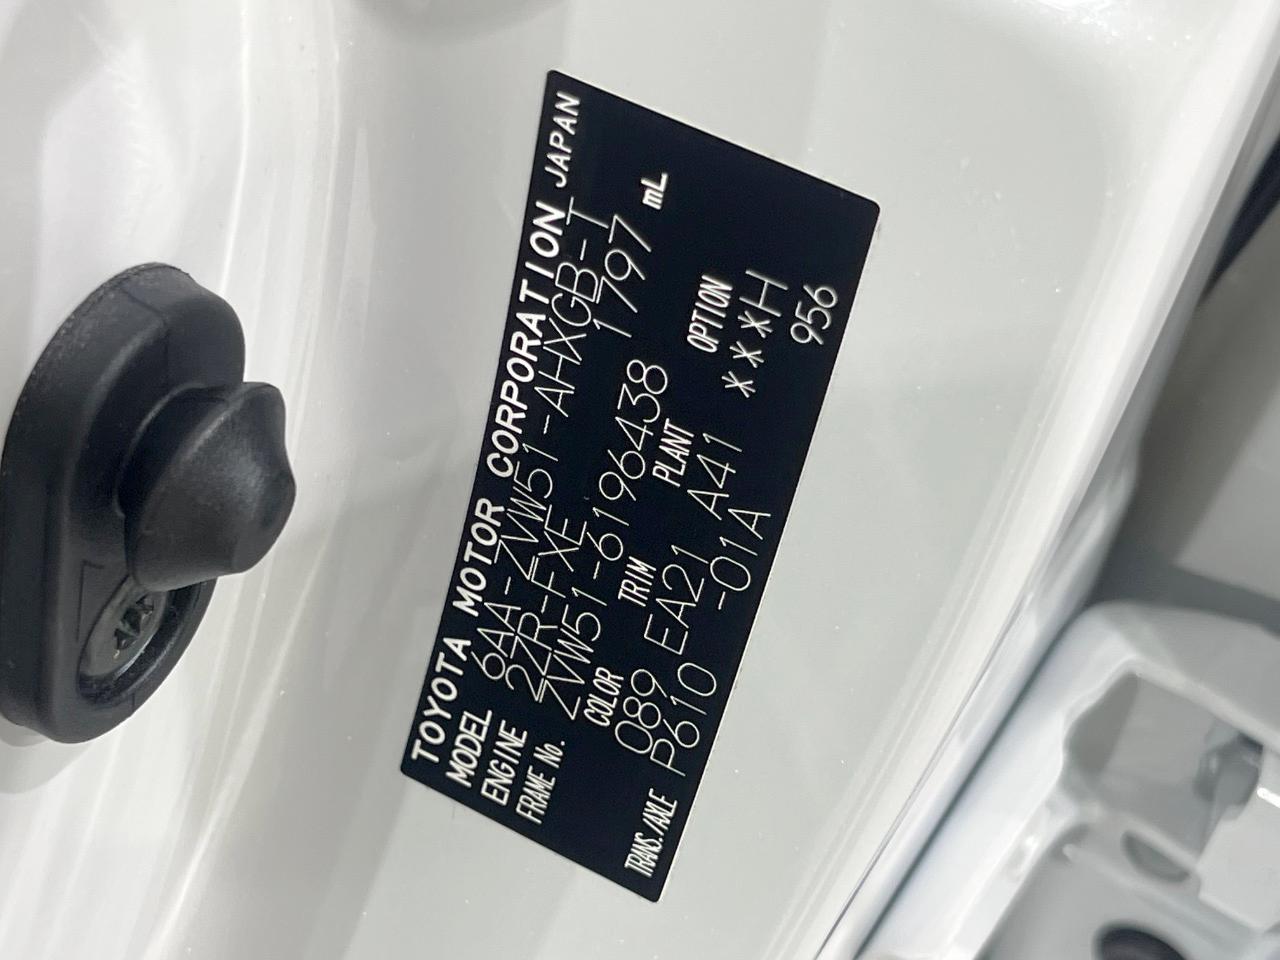 TOYOTA MOTOR CORPORATION JAPAN
MODEL 6AA-ZVW51-AHXGB-T
ENGINE 2ZR-FXE 1797 mL
FRAME No. ZVW51-6196438
COLOR TRIM PLANT OPTION
089 EA21 A41 ***H
TRANS./AXLE P610 -01A 956